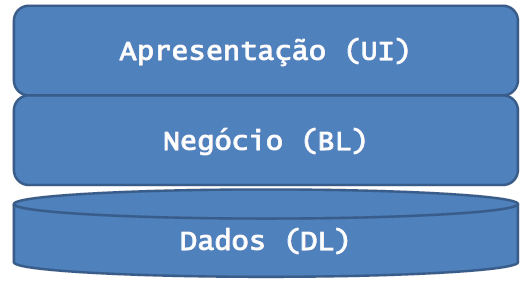 Apresentação (UI)
Negócio (BL)
Dados (DL)